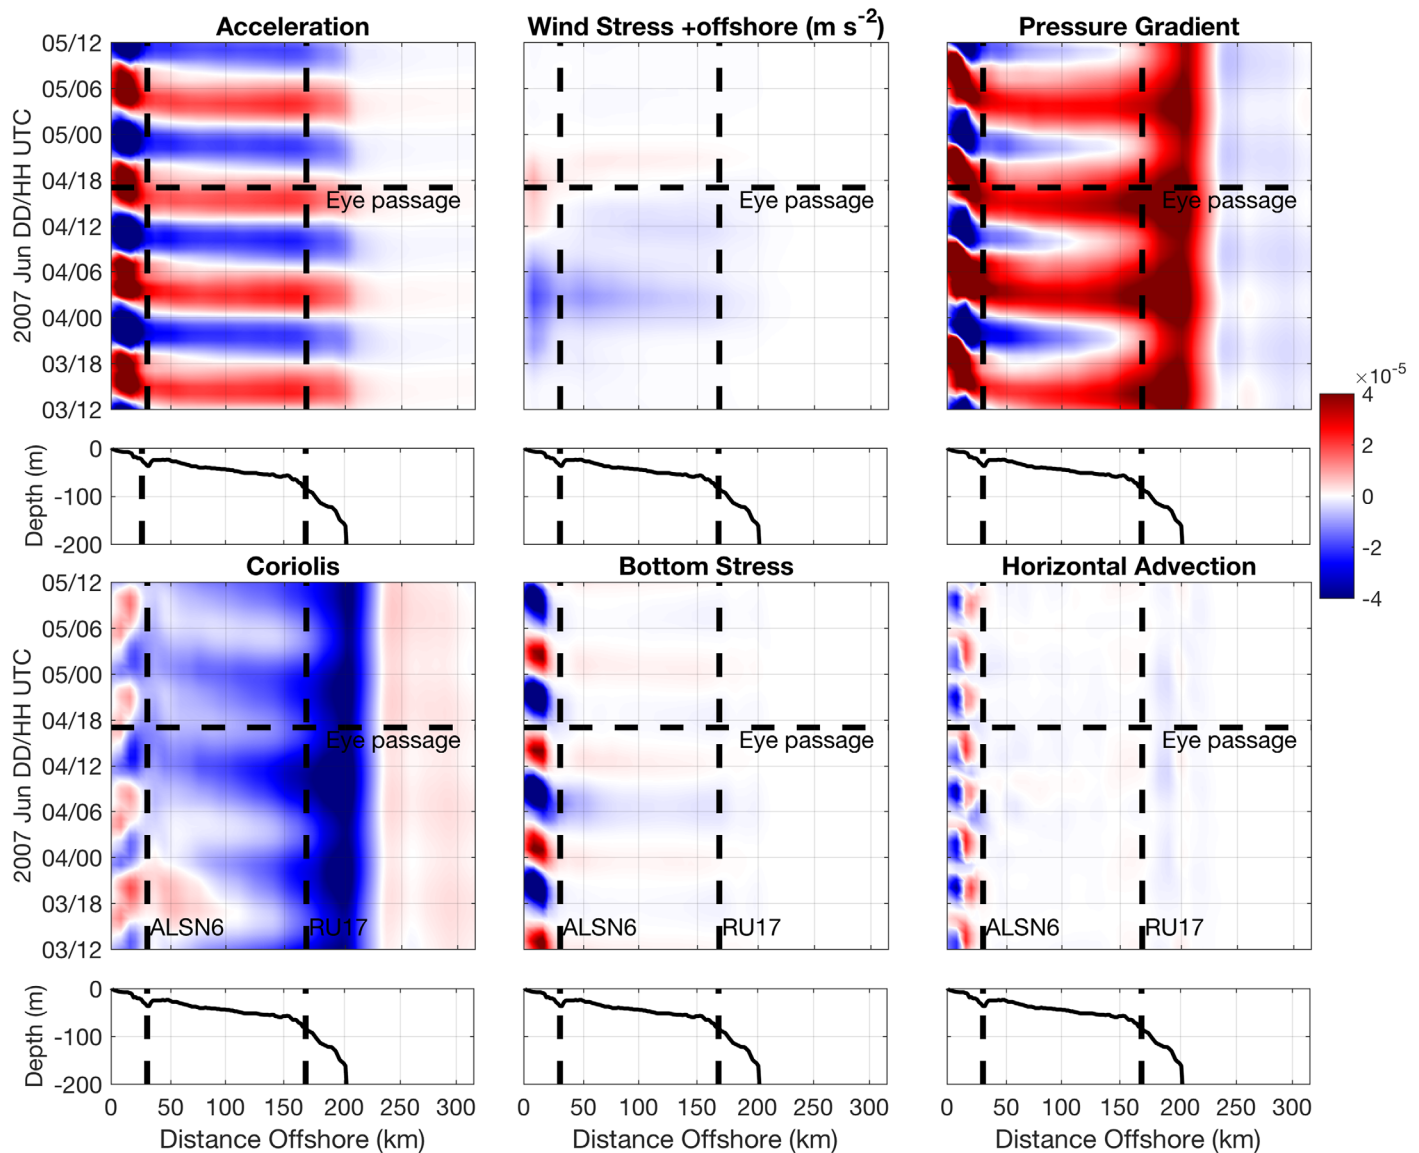 Acceleration
Wind Stress +offshore (m s-2)
Pressure Gradient
2007 Jun DD/HH UTC
05/12
05/06
05/00
04/18
04/12
04/06
04/00
03/18
03/12
Eye passage
Eye passage
Eye passage
×10-5
4
2
0
-2
-4
Depth (m)
0
-100
-200
Coriolis
Bottom Stress
Horizontal Advection
2007 Jun DD/HH UTC
05/12
05/06
05/00
04/18
04/12
04/06
04/00
03/18
03/12
Eye passage
Eye passage
Eye passage
ALSN6 RU17
ALSN6 RU17
ALSN6 RU17
Depth (m)
0
-100
-200
0 50 100 150 200 250 300
0 50 100 150 200 250 300
0 50 100 150 200 250 300
Distance Offshore (km)
Distance Offshore (km)
Distance Offshore (km)